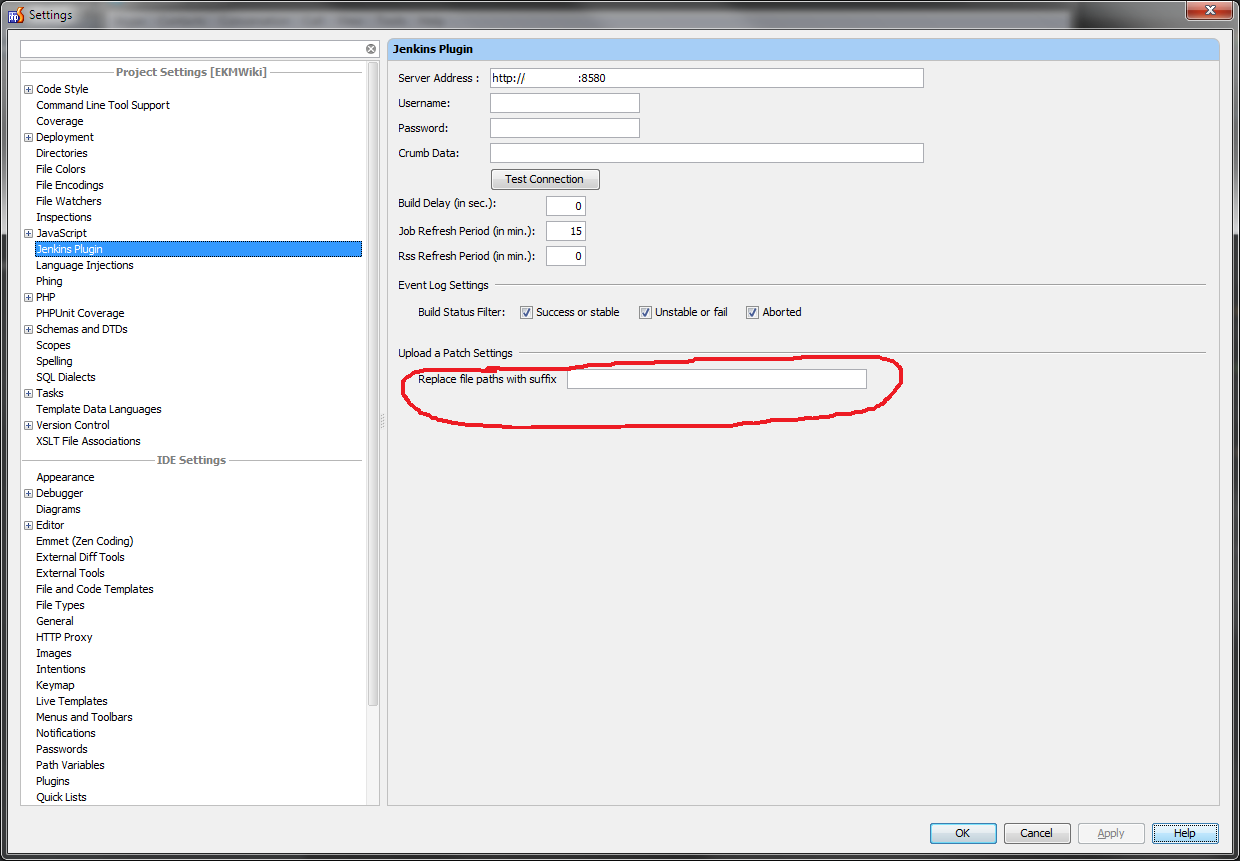 Settings
Project Settings [EKMWiki]
Code Style
Command Line Tool Support
Coverage
Deployment
Directories
File Colors
File Encodings
File Watchers
Inspections
JavaScript
Jenkins Plugin
Language Injections
Phing
PHP
PHPUnit Coverage
Schemas and DTDs
Scopes
Spelling
SQL Dialects
Tasks
Template Data Languages
Version Control
XSLT File Associations
IDE Settings
Appearance
Debugger
Diagrams
Editor
Emmet (Zen Coding)
External Diff Tools
External Tools
File and Code Templates
File Types
General
HTTP Proxy
Images
Intentions
Keymap
Live Templates
Menus and Toolbars
Notifications
Passwords
Path Variables
Plugins
Quick Lists
Jenkins Plugin
Server Address : http:// :8580
Username:
Password:
Crumb Data:
Test Connection
Build Delay (in sec.): 0
Job Refresh Period (in min.): 15
Rss Refresh Period (in min.): 0
Event Log Settings
Build Status Filter: Success or stable Unstable or fail Aborted
Upload a Patch Settings
Replace file paths with suffix
OK Cancel Apply Help